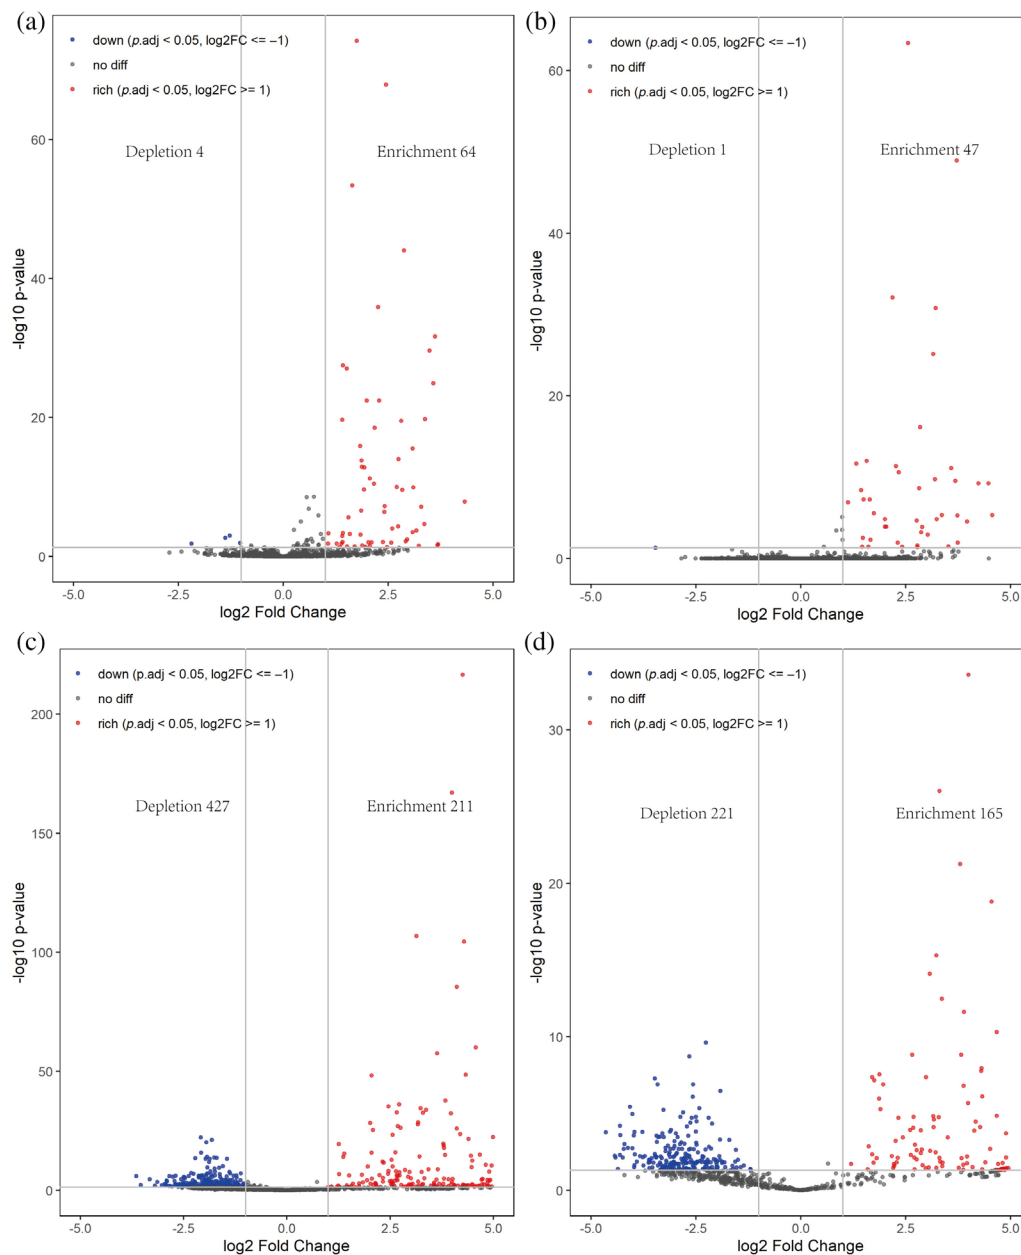 (a)
down (p.adj < 0.05, log2FC <= −1)
no diff
rich (p.adj < 0.05, log2FC >= 1)
Depletion 4
Enrichment 64
-log10 p-value
60
40
20
0
-5.0
-2.5
0.0
2.5
5.0
log2 Fold Change
(b)
down (p.adj < 0.05, log2FC <= −1)
no diff
rich (p.adj < 0.05, log2FC >= 1)
Depletion 1
Enrichment 47
-log10 p-value
60
40
20
0
-5.0
-2.5
0.0
2.5
5.0
log2 Fold Change
(c)
down (p.adj < 0.05, log2FC <= −1)
no diff
rich (p.adj < 0.05, log2FC >= 1)
Depletion 427
Enrichment 211
-log10 p-value
200
150
100
50
0
-5.0
-2.5
0.0
2.5
5.0
log2 Fold Change
(d)
down (p.adj < 0.05, log2FC <= −1)
no diff
rich (p.adj < 0.05, log2FC >= 1)
Depletion 221
Enrichment 165
-log10 p-value
30
20
10
0
-5.0
-2.5
0.0
2.5
5.0
log2 Fold Change